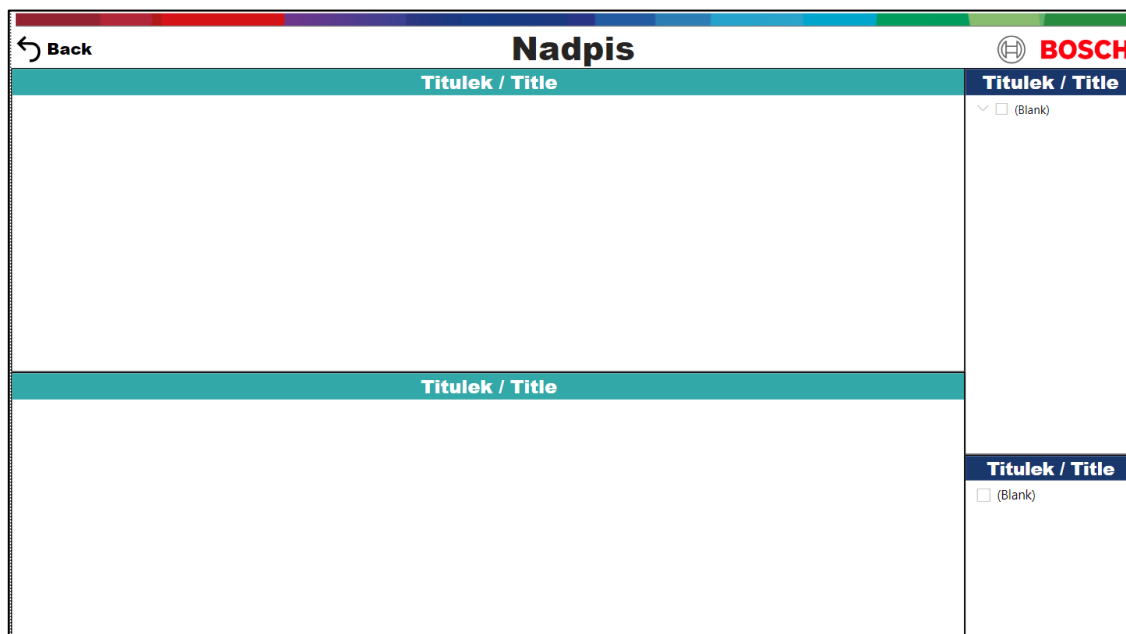 Back
Nadpis
BOSCH
Titulek / Title
Titulek / Title
(Blank)
Titulek / Title
Titulek / Title
(Blank)